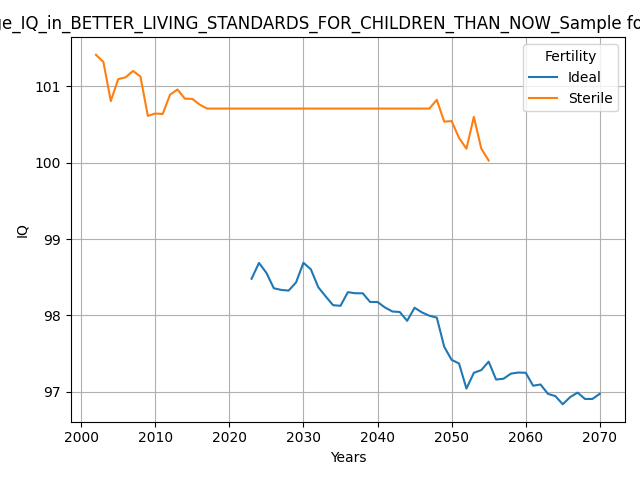 ge_IQ_in_BETTER_LIVING_STANDARDS_FOR_CHILDREN_THAN_NOW_Sample fo
Fertility
Ideal
Sterile
101
100
99
98
97
IQ
2000 2010 2020 2030 2040 2050 2060 2070
Years